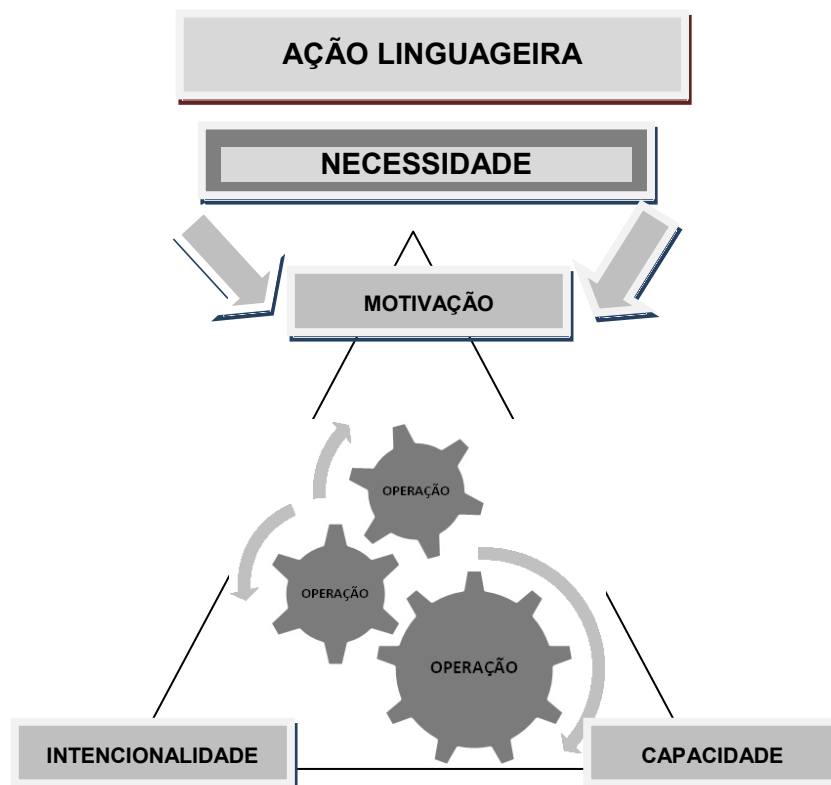 AÇÃO LINGUAGEIRA
NECESSIDADE
MOTIVAÇÃO
OPERAÇÃO
OPERAÇÃO
OPERAÇÃO
INTENCIONALIDADE
CAPACIDADE